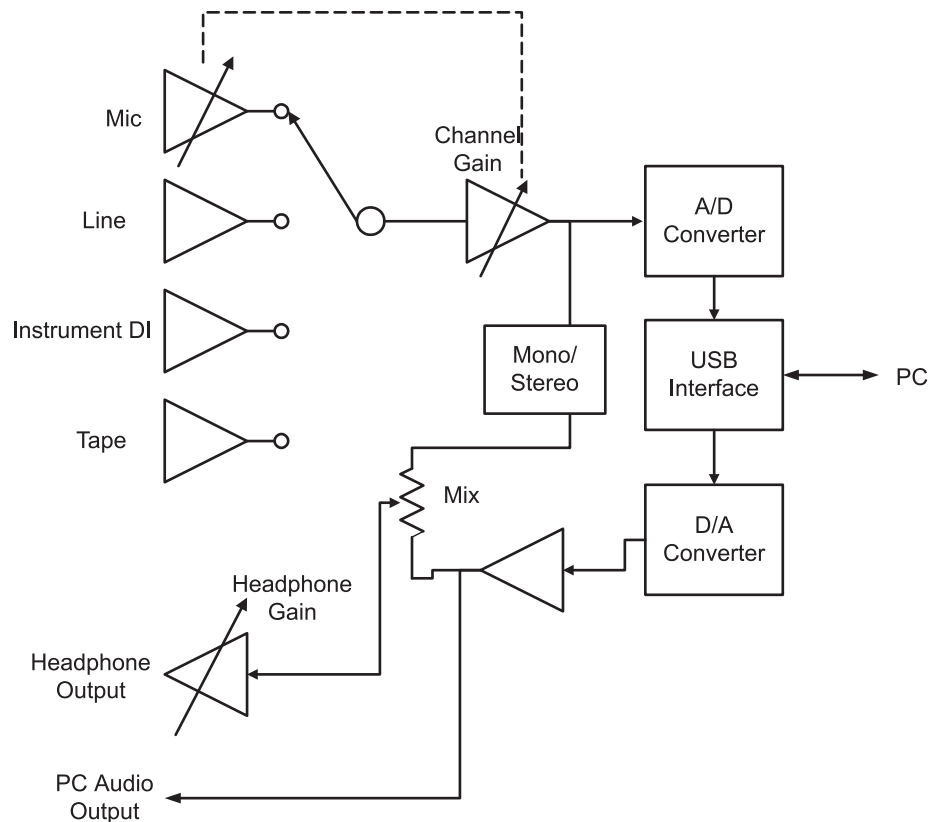 Mic
Channel
Gain
Line
A/D
Converter
Instrument DI
Mono/
Stereo
USB
Interface
PC
Tape
Mix
D/A
Converter
Headphone
Gain
Headphone
Output
PC Audio
Output